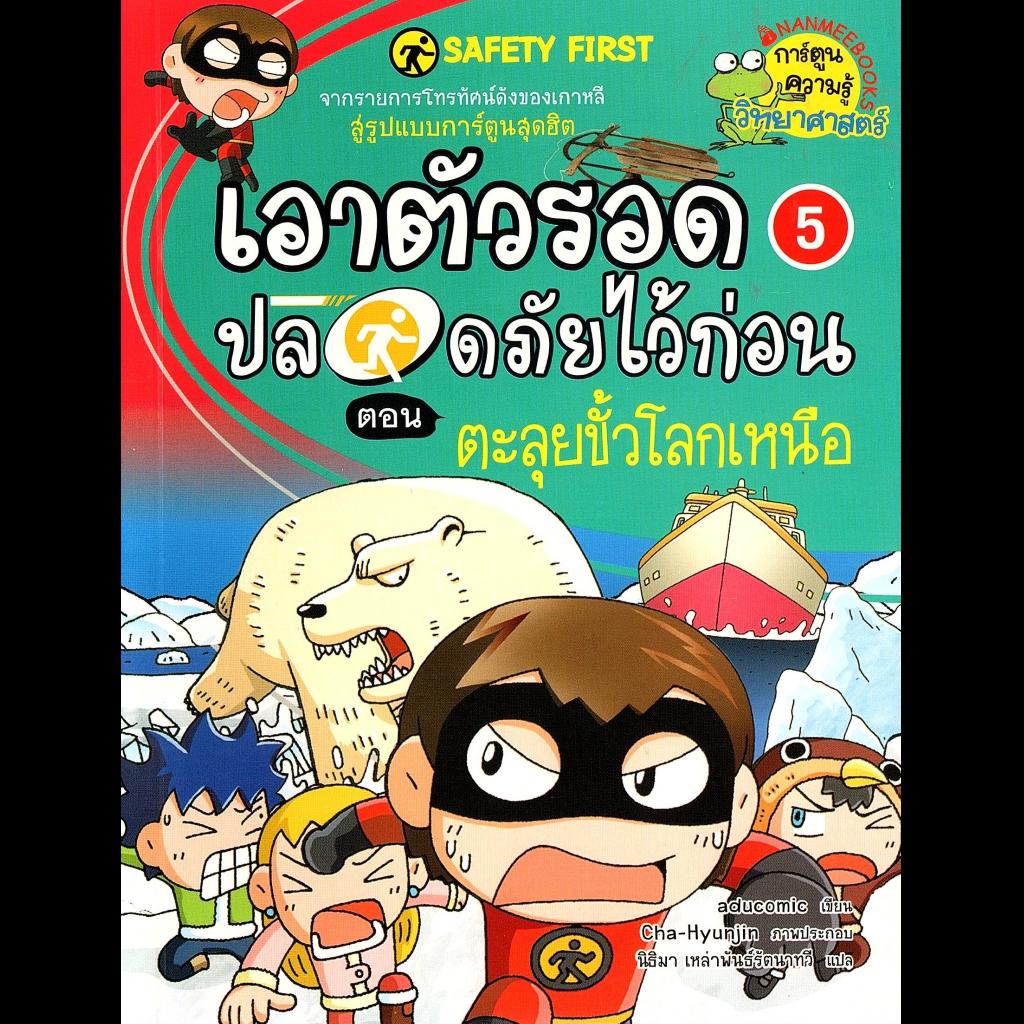 SAFETY FIRST
จากรายการโทรทัศน์ดังของเกาหลี
สู่รูปแบบการ์ตูนสุดฮิต
NANMEEBOOKS
การ์ตูน
ความรู้
วิทยาศาสตร์
เอาตัวรอด 5
ปลอดภัยไว้ก่อน
ตอน
ตะลุยขั้วโลกเหนือ
aducomic เขียน
Cha-Hyunjin ภาพประกอบ
นิธิมา เหล่าพันธ์รัตนาทวี แปล